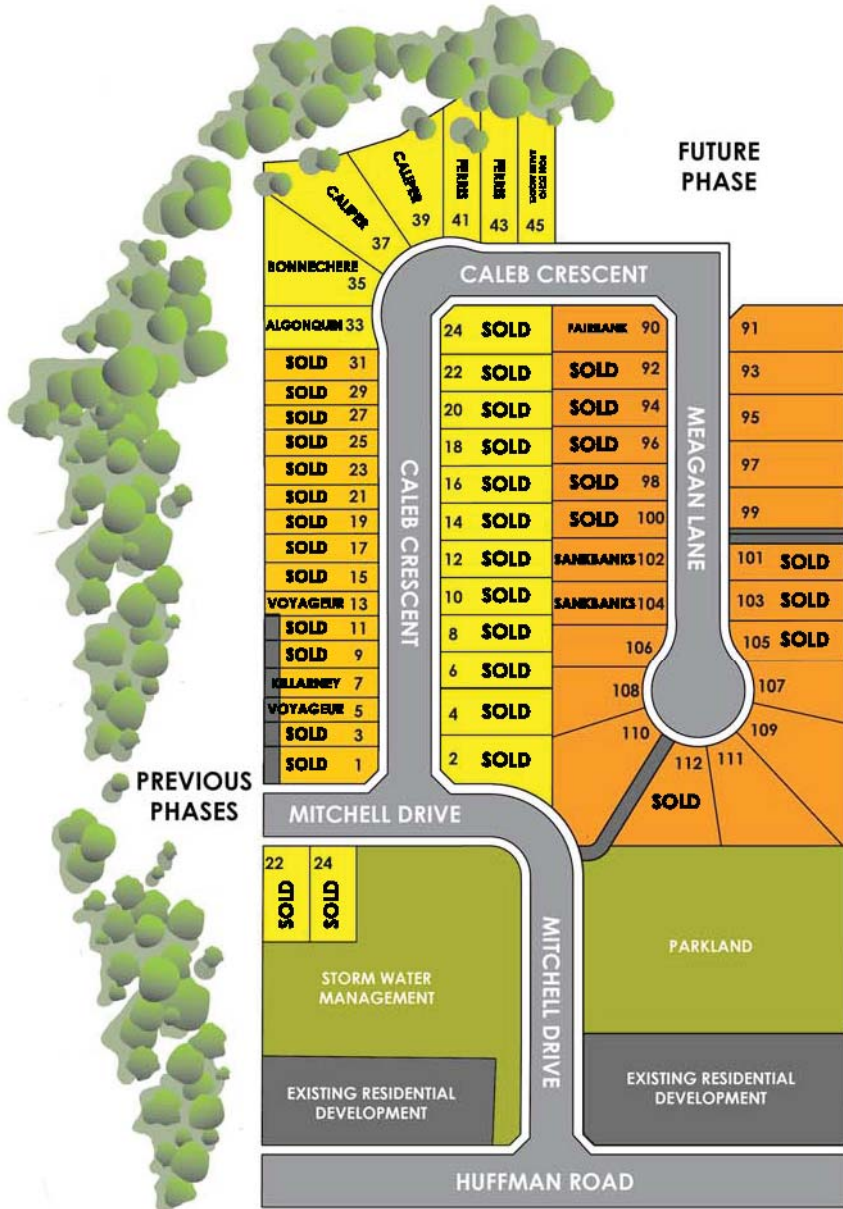 FUTURE
PHASE
CALIPER
37
CALIPER
39
FERRIS
41
FERRIS
43
45
BONNECHERE
35
CALEB CRESCENT
ALGONQUIN 33
SOLD 31
SOLD 29
SOLD 27
SOLD 25
SOLD 23
SOLD 21
SOLD 19
SOLD 17
SOLD 15
VOYAGEUR 13
SOLD 11
SOLD 9
KILLARNEY 7
VOYAGEUR 5
SOLD 3
SOLD 1
CALEB CRESCENT
24 SOLD
22 SOLD
20 SOLD
18 SOLD
16 SOLD
14 SOLD
12 SOLD
10 SOLD
8 SOLD
6 SOLD
4 SOLD
2 SOLD
FAIRBANK 90
SOLD 92
SOLD 94
SOLD 96
SOLD 98
SOLD 100
SANKBANKS 102
SANKBANKS 104
106
108
110
112
SOLD
111
109
107
MEAGAN LANE
91
93
95
97
99
101 SOLD
103 SOLD
105 SOLD
PREVIOUS
PHASES
MITCHELL DRIVE
22
SOLD
24
SOLD
MITCHELL DRIVE
STORM WATER
MANAGEMENT
PARKLAND
EXISTING RESIDENTIAL
DEVELOPMENT
EXISTING RESIDENTIAL
DEVELOPMENT
HUFFMAN ROAD